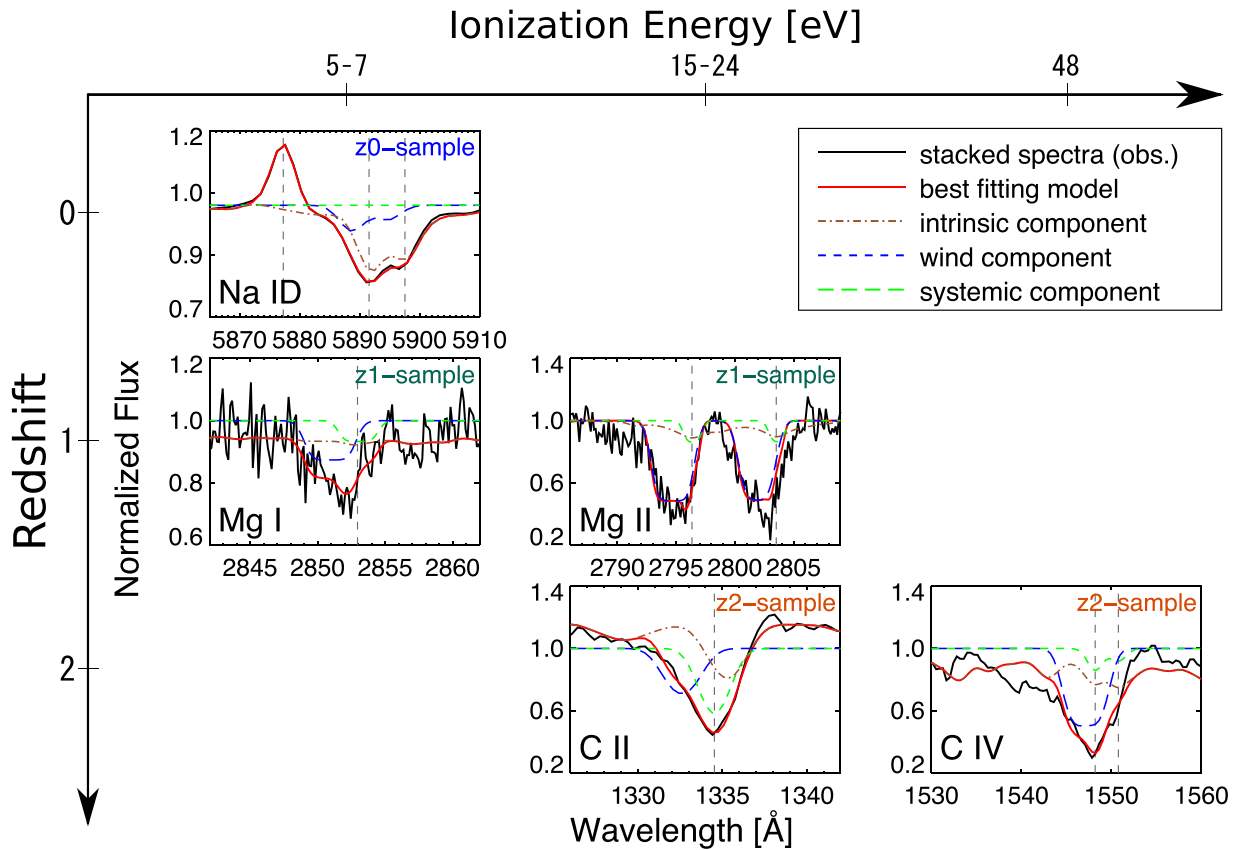 Ionization Energy [eV]
5-7
15-24
48
stacked spectra (obs.)
best fitting model
intrinsic component
wind component
systemic component
Redshift
0
1
2
Normalized Flux
z0-sample
1.2
1.0
0.9
0.7
Na ID
5870 5880 5890 5900 5910
z1-sample
1.2
1.0
0.8
0.6
Mg I
2845 2850 2855 2860
z1-sample
1.4
1.0
0.6
0.2
Mg II
2790 2795 2800 2805
z2-sample
1.4
1.0
0.6
0.2
C II
1330 1335 1340
z2-sample
1.4
1.0
0.6
0.2
C IV
1530 1540 1550 1560
Wavelength [Å]